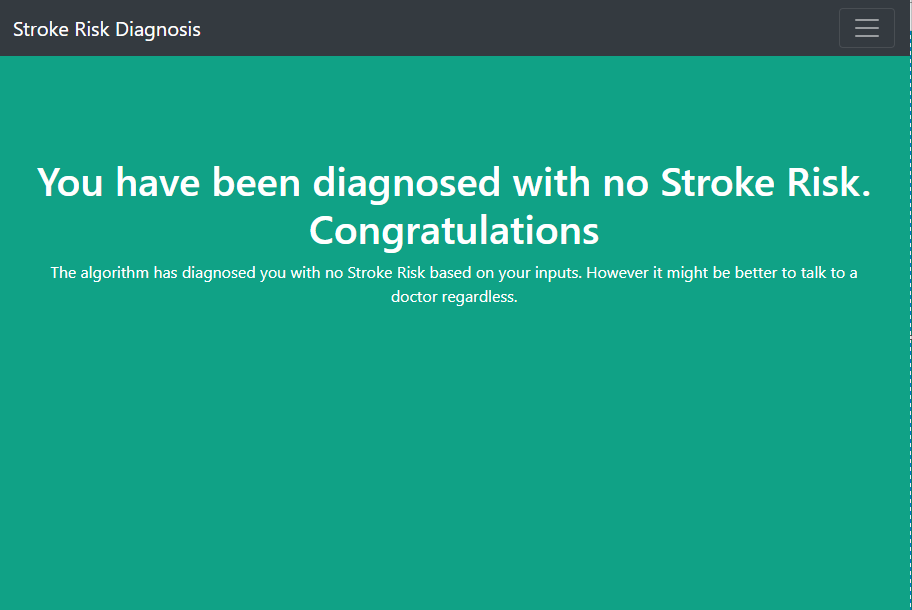 Stroke Risk Diagnosis
You have been diagnosed with no Stroke Risk.
Congratulations
The algorithm has diagnosed you with no Stroke Risk based on your inputs. However it might be better to talk to a
doctor regardless.